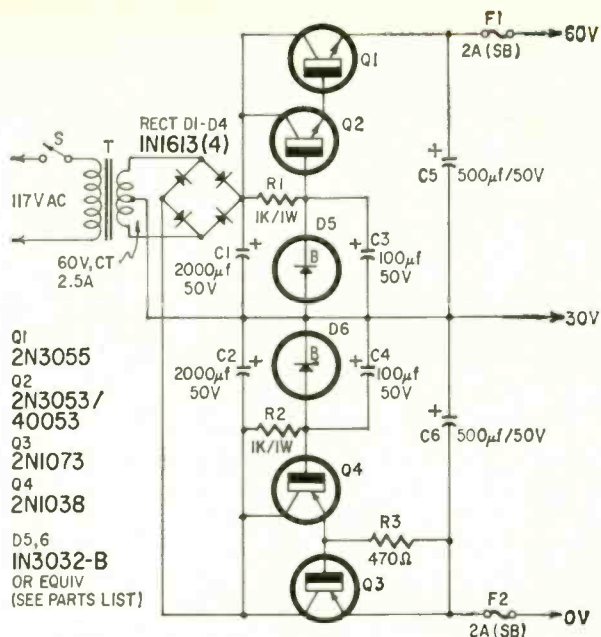 F1
2A (SB)
60V
Q1
Q2
RECT D1-D4
IN1613(4)
S
T
117V AC
R1
1K/1W
D5
C5
500µf/50V
60V, CT
2.5A
C1
2000µf
50V
B
C3
100µf
50V
30V
D6
C2
2000µf
50V
B
C4
100µf
50V
C6
500µf/50V
R2
1K/1W
Q4
R3
470Ω
Q3
F2
2A (SB)
0V
Q1
2N3055
Q2
2N3053/
40053
Q3
2N1073
Q4
2N1038
D5,6
IN3032-B
OR EQUIV
(SEE PARTS LIST)